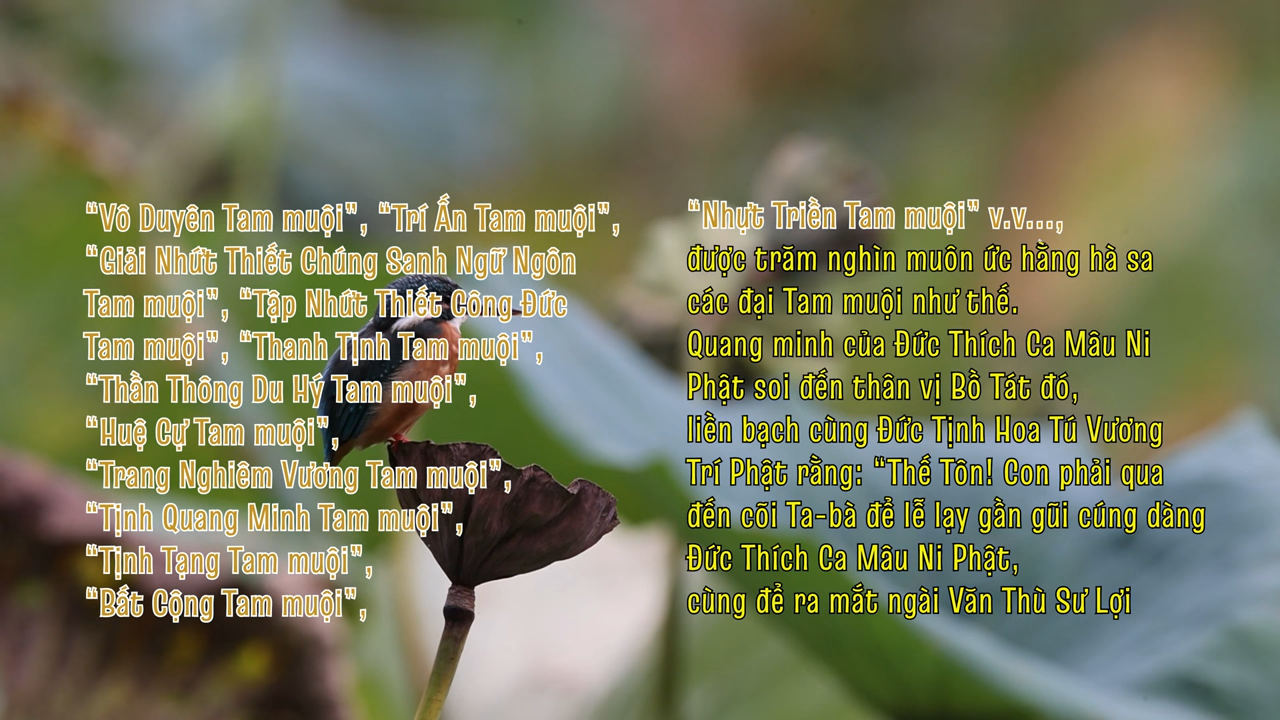 “Vô Duyên Tam muội”, “Trí Ấn Tam muội”,
“Giải Nhứt Thiết Chúng Sanh Ngữ Ngôn
Tam muội”, “Tập Nhứt Thiết Công Đức
Tam muội”, “Thanh Tịnh Tam muội”,
“Thần Thông Du Hý Tam muội”,
“Huệ Cự Tam muội”,
“Trang Nghiêm Vương Tam muội”,
“Tịnh Quang Minh Tam muội”,
“Tịnh Tạng Tam muội”,
“Bất Cộng Tam muội”,
“Nhựt Triền Tam muội” v.v...,
được trăm nghìn muôn ức hằng hà sa
các đại Tam muội như thế.
Quang minh của Đức Thích Ca Mâu Ni
Phật soi đến thân vị Bồ Tát đó,
liền bạch cùng Đức Tịnh Hoa Tú Vương
Trí Phật rằng: “Thế Tôn! Con phải qua
đến cõi Ta-bà để lễ lạy gần gũi cúng dàng
Đức Thích Ca Mâu Ni Phật,
cùng để ra mắt ngài Văn Thù Sư Lợi